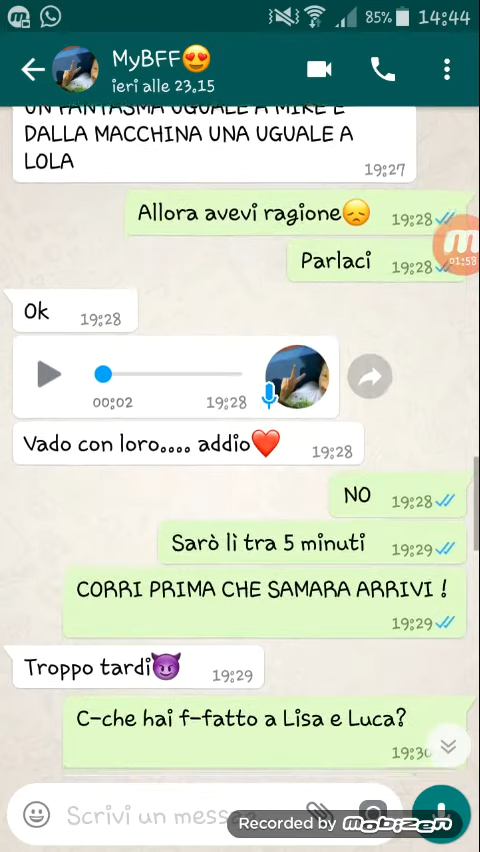 85% 14:44
MyBFF😍
ieri alle 23.15
UN FANTASMA UGUALE A MIKE E
DALLA MACCHINA UNA UGUALE A
LOLA
19:27
Allora avevi ragione😞 19:28
Parlaci 19:28
01:58
Ok 19:28
00:02 19:28
Vado con loro.... addio❤️ 19:28
NO 19:28
Sarò lì tra 5 minuti 19:29
CORRI PRIMA CHE SAMARA ARRIVI !
19:29
Troppo tardi😈 19:29
C-che hai f-fatto a Lisa e Luca?
19:30
Scrivi un messag
Recorded by mobizen